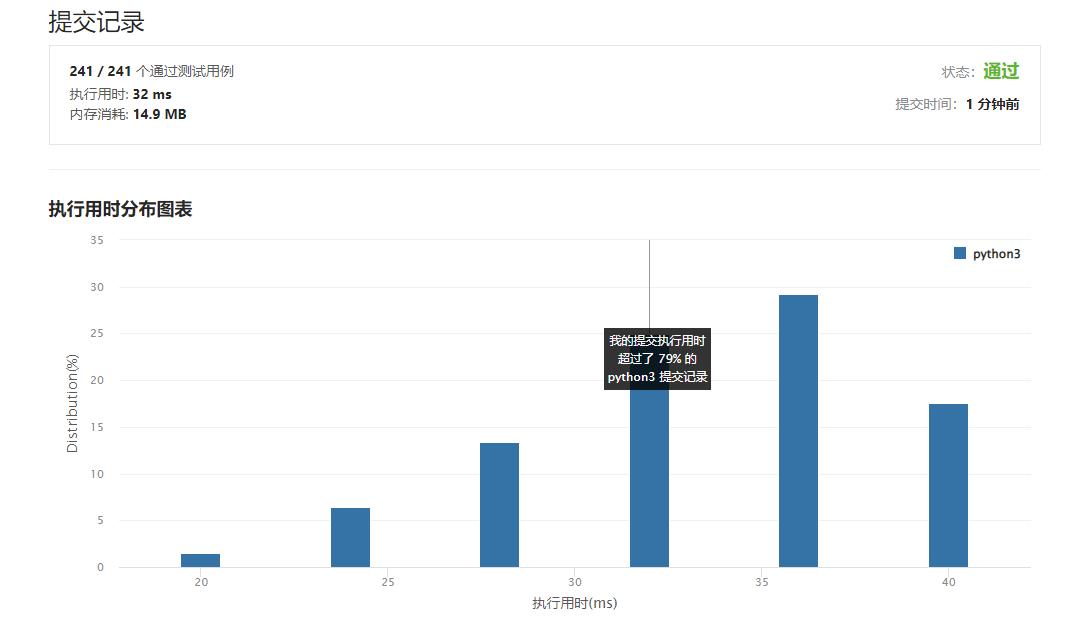 提交记录
241 / 241 个通过测试用例
状态：通过
执行用时: 32 ms
提交时间：1 分钟前
内存消耗: 14.9 MB
执行用时分布图表
35
30
25
20
15
10
5
0
Distribution(%)
python3
我的提交执行用时
超过了 79% 的
python3 提交记录
20
25
30
35
40
执行用时(ms)